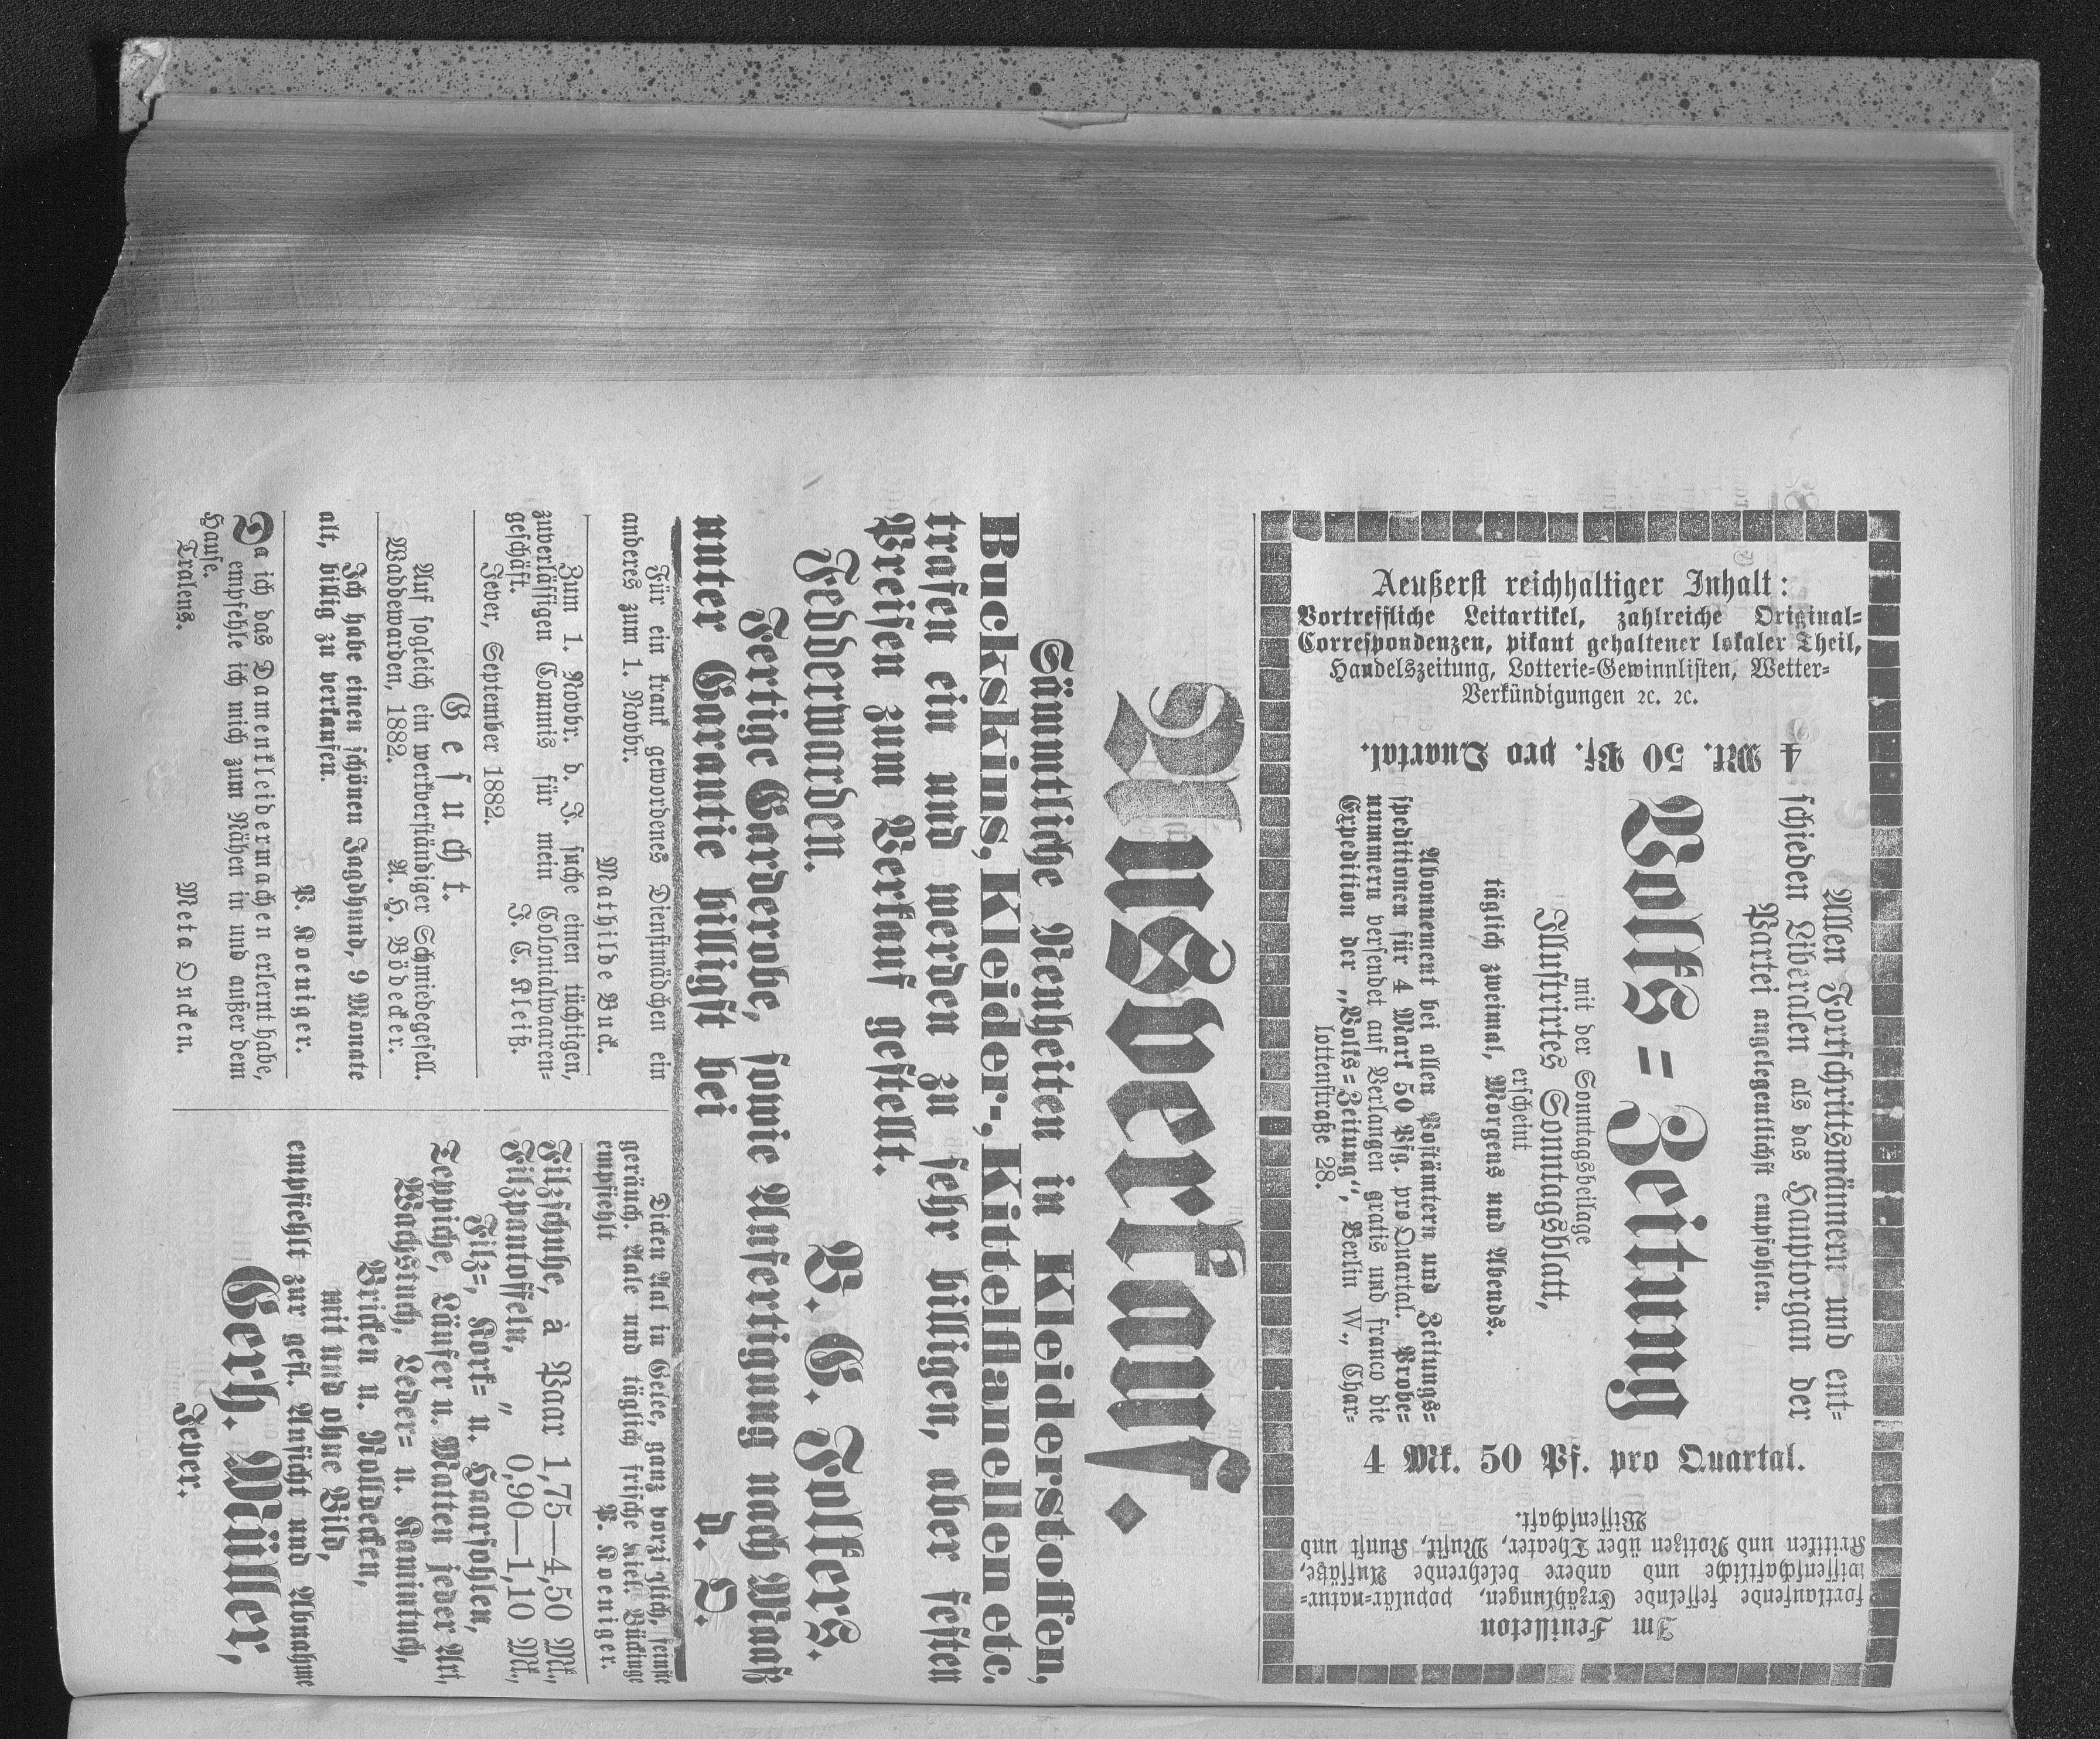 Allen Fortschrittsmännern und ent-
schieden Liberalen als das Hauptorgan der
Partei angelegentlichst empfohlen.
Volks-Zeitung
mit der Sonntagsbeilage
Illustrirtes Sonntagsblatt,
erscheint
täglich zweimal, Morgens und Abends.
Abonnement bei allen Postämtern und Zeitungs-
speditionen für 4 Mark 50 Pfg. pro Quartal. Probe-
nummern versendet auf Verlangen gratis und franco die
Expedition der „Volks-Zeitung“, Berlin W., Char-
lottenstraße 28.
4 Mk. 50 Pf. pro Quartal.
Aeußerst reichhaltiger Inhalt:
Vortreffliche Leitartikel, zahlreiche Original-
Correspondenzen, pikant gehaltener lokaler Theil,
Handelszeitung, Lotterie-Gewinnlisten, Wetter-
Verkündigungen ꝛc. ꝛc.
4 Mk. 50 Pf. pro Quartal.
Im Feuilleton
fortlaufende fesselnde Erzählungen, populär-natur-
wissenschaftliche und andere belehrende Aufsätze,
Kritiken und Notizen über Theater, Musik, Kunst und
Wissenschaft.
Ausverkauf.
Sämmtliche Neuheiten in Kleiderstoffen,
Buckskins, Kleider-, Kittelflanellen etc.
trafen ein und werden zu sehr billigen, aber festen
Preisen zum Verkauf gestellt.
Fedderwarden.
B. E. Folkers.
Fertige Garderobe, sowie Anfertigung nach Maaß
unter Garantie billigst bei
d. O.
Für ein krank gewordenes Dienstmädchen ein
anderes zum 1. Novbr.
Mathilde Buck.
Zum 1. Novbr. d. J. suche einen tüchtigen,
zuverlässigen Commis für mein Colonialwaaren-
geschäft.
J. C. Kleiß.
Jever, September 1882.
Gesucht.
Auf sogleich ein werkverständiger Schmiedegesell.
Waddewarden, 1882. A. H. Bödecker.
Ich habe einen schönen Jagdhund, 9 Monate
alt, billig zu verkaufen.
P. Koeniger.
Da ich das Damenkleidermachen erlernt habe,
empfehle ich mich zum Nähen in und außer dem
Hause.
Tralens. Meta Oncken.
Dicken Aal in Gelee, ganz vorzüglich, feinste
geräuch. Aale und täglich frische Kieler Bückinge
empfiehlt
P. Koeniger.
Filzschuhe, à Paar 1,75—4,50 Mk.,
Filzpantoffeln, „ 0,90—1,10 Mk.,
Filz-, Kork- u. Haarsohlen,
Teppiche, Läufer u. Matten jeder Art,
Wachstuch, Leder- u. Kamintuch,
Bricken u. Rolldecken,
mit und ohne Bild,
empfiehlt zur gefl. Ansicht und Abnahme
Gerh. Müller,
Jever.